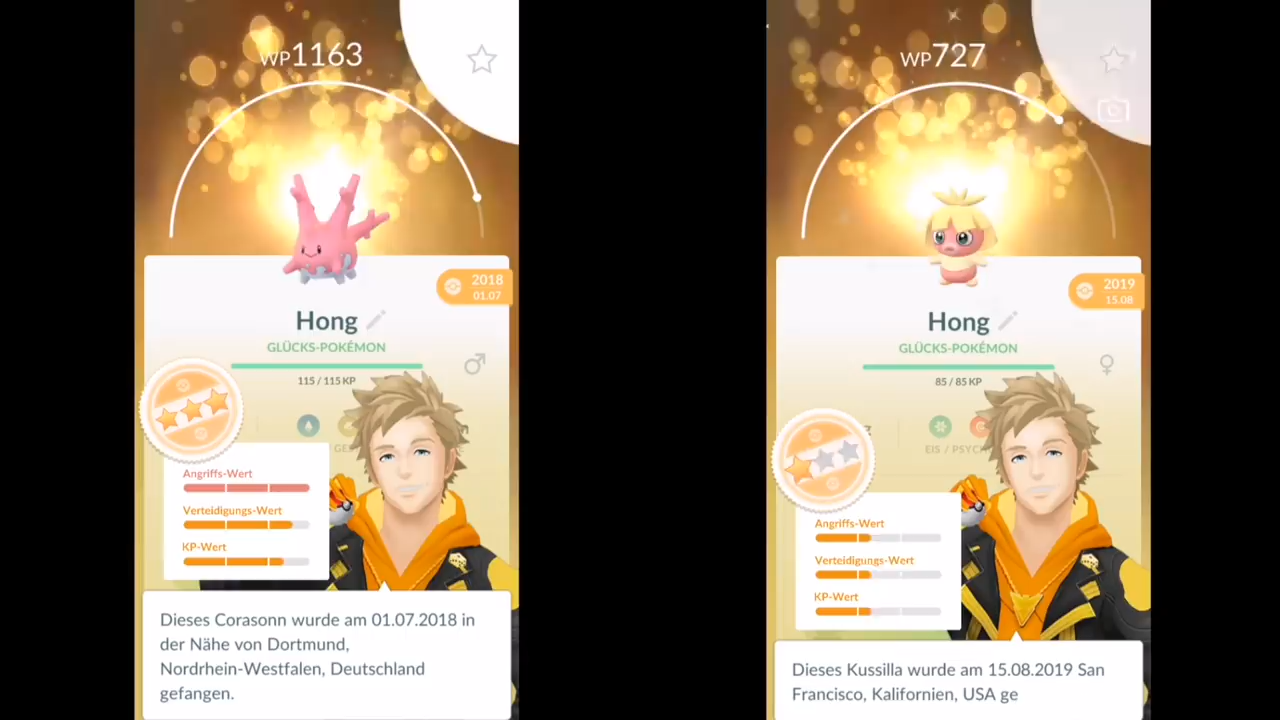 WP1163
2018
01.07
Hong
GLÜCKS-POKÉMON
115 / 115 KP
Angriffs-Wert
Verteidigungs-Wert
KP-Wert
Dieses Corasonn wurde am 01.07.2018 in
der Nähe von Dortmund,
Nordrhein-Westfalen, Deutschland
gefangen.
WP727
2019
15.08
Hong
GLÜCKS-POKÉMON
85 / 85 KP
EIS / PSYCH
Angriffs-Wert
Verteidigungs-Wert
KP-Wert
Dieses Kussilla wurde am 15.08.2019 San
Francisco, Kalifornien, USA ge